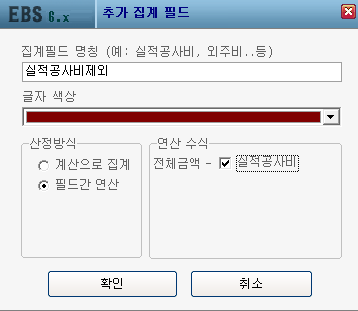 EBS 6.x 추가 집계 필드
집계필드 명칭 (예: 실적공사비, 외주비..등)
실적공사비제외
글자 색상
산정방식
계산으로 집계
필드간 연산
연산 수식
전체금액 - 실적공사비
확인
취소